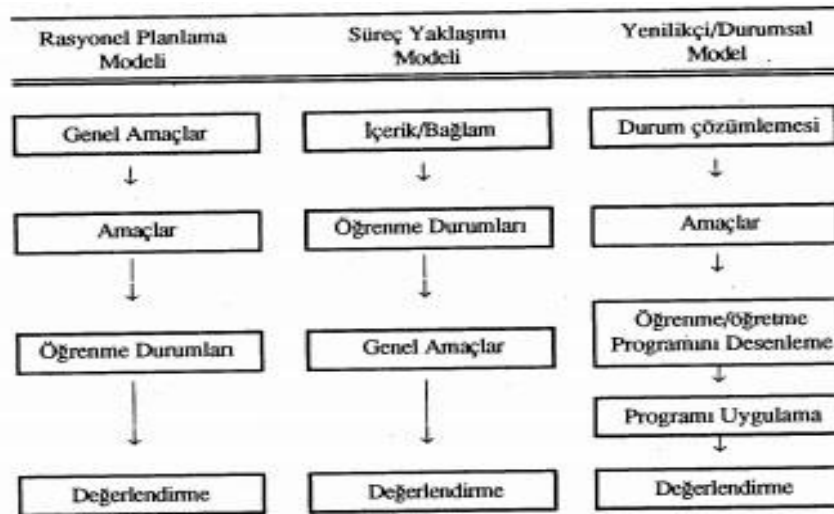 Rasyonel Planlama
Modeli
Süreç Yaklaşımı
Modeli
Yenilikçi/Durumsal
Model
Genel Amaçlar
İçerik/Bağlam
Durum çözümlemesi
Amaçlar
Öğrenme Durumları
Amaçlar
Öğrenme Durumları
Genel Amaçlar
Öğrenme/öğretme
Programını Desenleme
Programı Uygulama
Değerlendirme
Değerlendirme
Değerlendirme